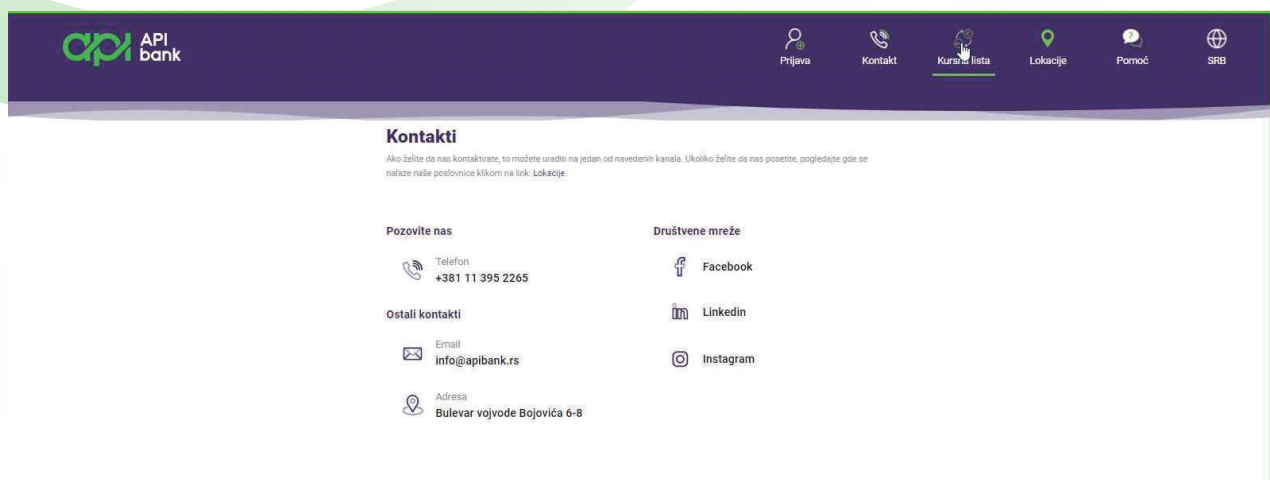 api API bank
Prijava
Kontakt
Kursna lista
Lokacije
Pomoć
SRB
Kontakti
Ako želite da nas kontaktirate, to možete uraditi na jedan od navedenih kanala. Ukoliko želite da nas posetite, pogledajte gde se
nalaze naše poslovnice klikom na link: Lokacije
Pozovite nas
Telefon
+381 11 395 2265
Ostali kontakti
Email
info@apibank.rs
Adresa
Bulevar vojvode Bojovića 6-8
Društvene mreže
Facebook
Linkedin
Instagram